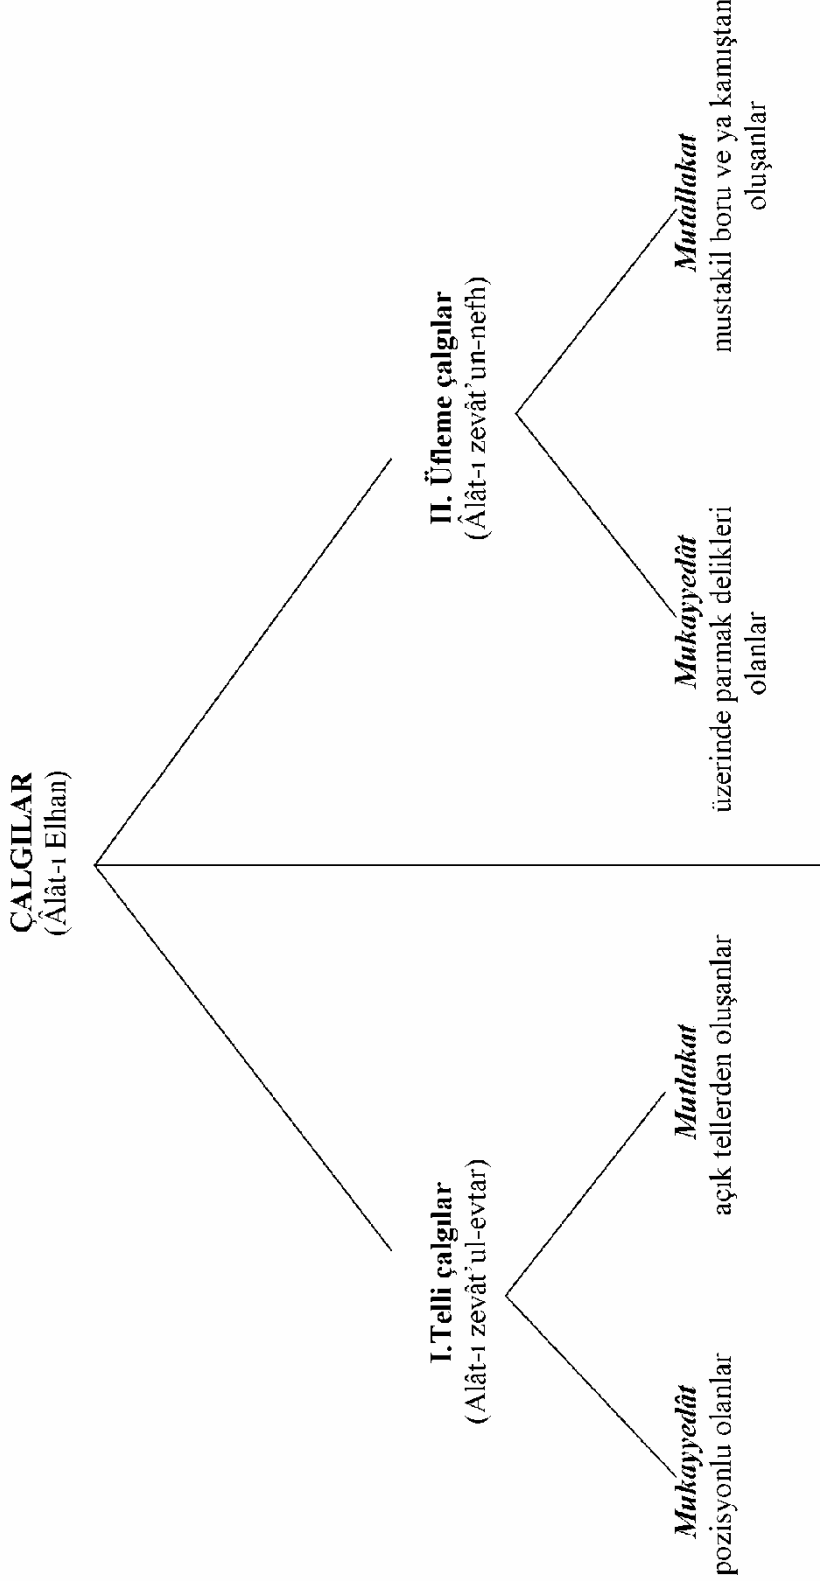 ÇALGILAR
(Âlât-ı Elhan)
I.Telli çalgılar
(Alât-ı zevât'ul-evtar)
II. Üfleme çalgılar
(Âlât-ı zevât'un-nefh)
Mukayyedât
pozisyonlu olanlar
Mutlakat
açık tellerden oluşanlar
Mukayyedât
üzerinde parmak delikleri
olanlar
Mutallakat
mustakil boru ve ya kamıştan
oluşanlar